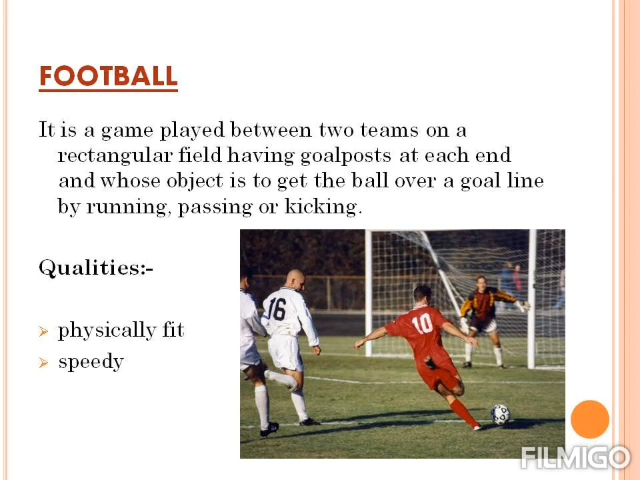 FOOTBALL
It is a game played between two teams on a
rectangular field having goalposts at each end
and whose object is to get the ball over a goal line
by running, passing or kicking.
Qualities:-
physically fit
speedy
16
10
FILMIGO